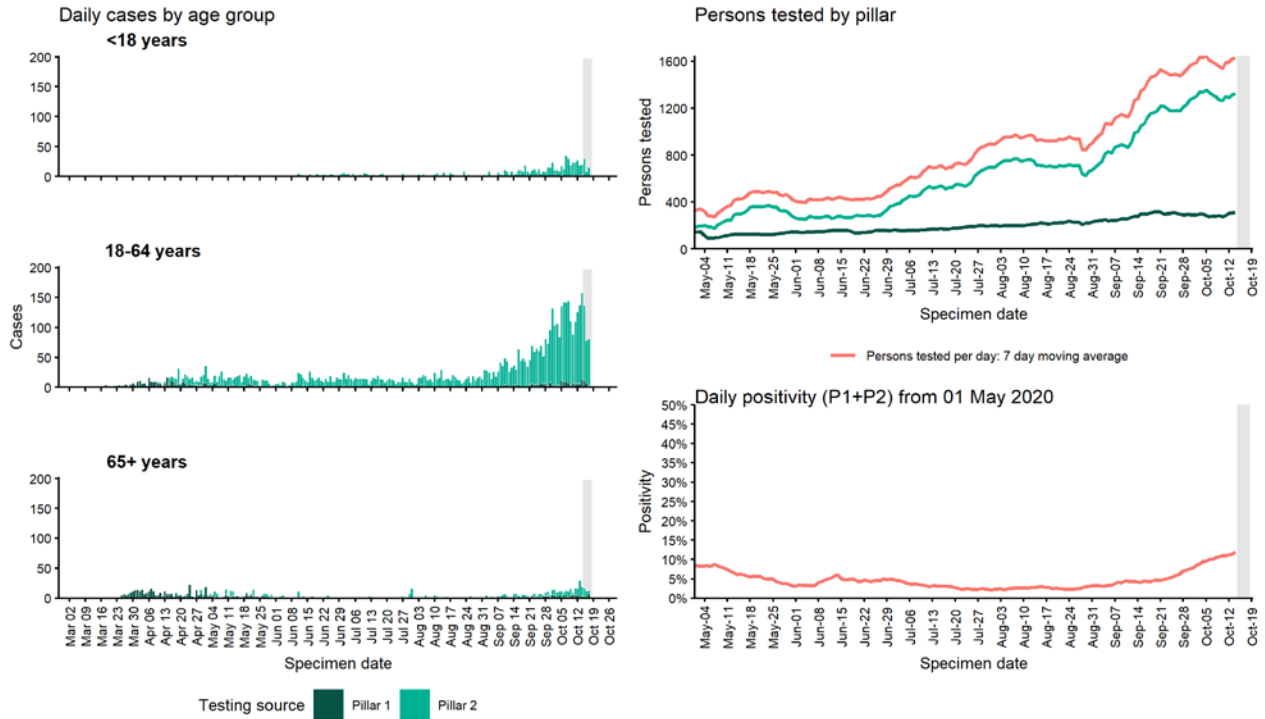 Daily cases by age group
<18 years
200
150
100
50
0
18-64 years
200
150
100
50
0
65+ years
200
150
100
50
0
Cases
Mar 02
Mar 09
Mar 16
Mar 23
Mar 30
Apr 06
Apr 13
Apr 20
Apr 27
May 04
May 11
May 18
May 25
Jun 01
Jun 08
Jun 15
Jun 22
Jun 29
Jul 06
Jul 13
Jul 20
Jul 27
Aug 03
Aug 10
Aug 17
Aug 24
Aug 31
Sep 07
Sep 14
Sep 21
Sep 28
Oct 05
Oct 12
Oct 19
Oct 26
Specimen date
Testing source
Pillar 1
Pillar 2
Persons tested by pillar
1600
1200
800
400
0
Persons tested
May-04
May-11
May-18
May-25
Jun-01
Jun-08
Jun-15
Jun-22
Jun-29
Jul-06
Jul-13
Jul-20
Jul-27
Aug-03
Aug-10
Aug-17
Aug-24
Aug-31
Sep-07
Sep-14
Sep-21
Sep-28
Oct-05
Oct-12
Oct-19
Specimen date
Persons tested per day: 7 day moving average
Daily positivity (P1+P2) from 01 May 2020
50%
45%
40%
35%
30%
25%
20%
15%
10%
5%
0%
Positivity
May-04
May-11
May-18
May-25
Jun-01
Jun-08
Jun-15
Jun-22
Jun-29
Jul-06
Jul-13
Jul-20
Jul-27
Aug-03
Aug-10
Aug-17
Aug-24
Aug-31
Sep-07
Sep-14
Sep-21
Sep-28
Oct-05
Oct-12
Oct-19
Specimen date